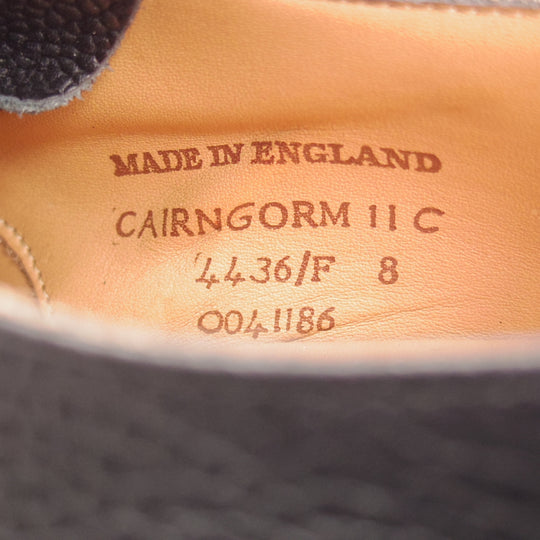 MADE IN ENGLAND
CAIRNGORM 11 C
4436/F 8
0041186